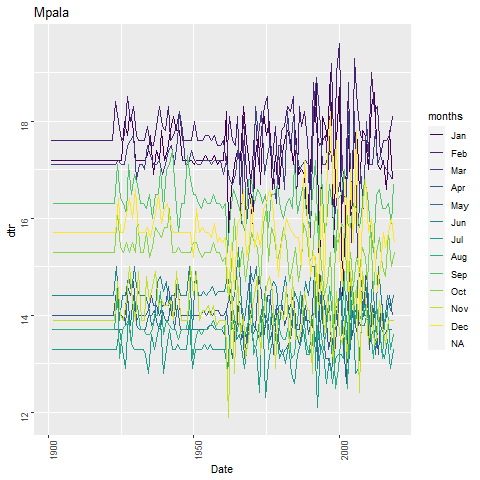 Mpala
dtr
18
16
14
12
1900
1950
2000
Date
months
Jan
Feb
Mar
Apr
May
Jun
Jul
Aug
Sep
Oct
Nov
Dec
NA